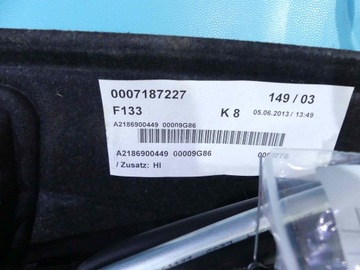 0007187227 149 / 03
F133 K 8 05.06.2013 / 13:49
A2186900449 00009G86
A2186900449 00009G86
/ Zusatz: HI